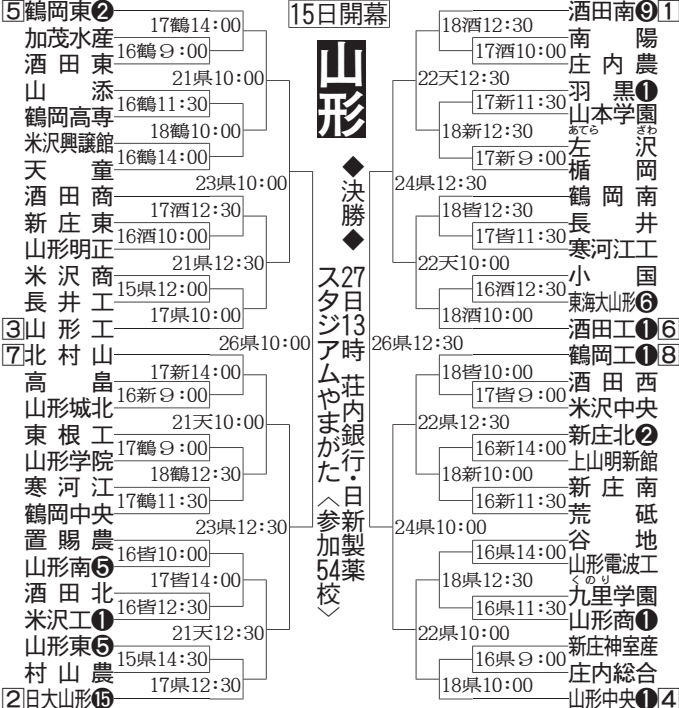 15日開幕
山形
◆決勝◆
27日13時 荘内銀行・日新製薬
スタジアムやまがた〈参加54校〉
5鶴岡東❷
加茂水産
酒田東
山添
鶴岡高専
米沢興譲館
天童
酒田商
新庄東
山形明正
米沢商
長井工
3山形工
7北村山
高畠
山形城北
東根工
山形学院
寒河江
鶴岡中央
置賜農
山形南❺
酒田北
米沢工❶
山形東❺
村山農
2日大山形⓯
17鶴14:00
16鶴9:00
21県10:00
16鶴11:30
18鶴10:00
16鶴14:00
23県10:00
17酒12:30
16酒10:00
21県12:30
15県12:00
17県10:00
26県10:00
17新14:00
16新9:00
21天10:00
17鶴9:00
18鶴12:30
17鶴11:30
23県12:30
16皆10:00
17皆14:00
16皆12:30
21天12:30
15県14:30
17県12:30
18酒12:30
17酒10:00
22天12:30
17新11:30
18新12:30
17新9:00
24県12:30
18皆12:30
17皆11:30
22天10:00
16酒12:30
18酒10:00
26県12:30
18皆10:00
17皆9:00
22県12:30
16新14:00
18新10:00
16新11:30
24県10:00
16県14:00
18県12:30
16県11:30
22県10:00
16県9:00
18県10:00
酒田南❾1
南陽
庄内農
羽黒❶
山本学園
あてら ざわ
左沢
楯岡
鶴岡南
長井
寒河江工
小国
東海大山形❻
酒田工❶6
鶴岡工❶8
酒田西
米沢中央
新庄北❷
上山明新館
新庄南
荒砥
谷地
山形電波工
くのり
九里学園
山形商❶
新庄神室産
庄内総合
山形中央❶4